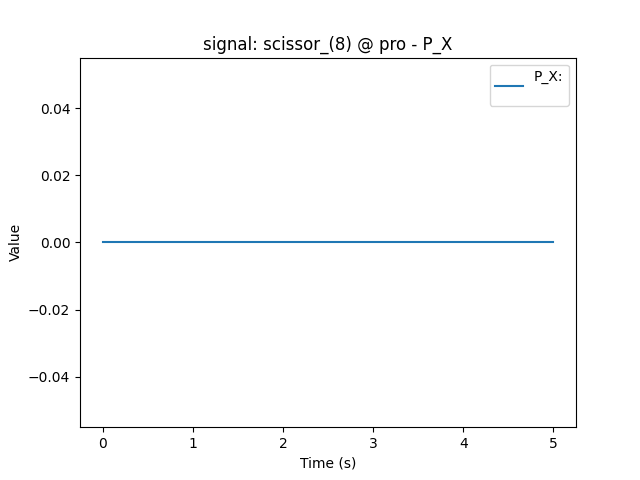 signal: scissor_(8) @ pro - P_X
P_X:
0.04
0.02
0.00
−0.02
−0.04
Value
0 1 2 3 4 5
Time (s)